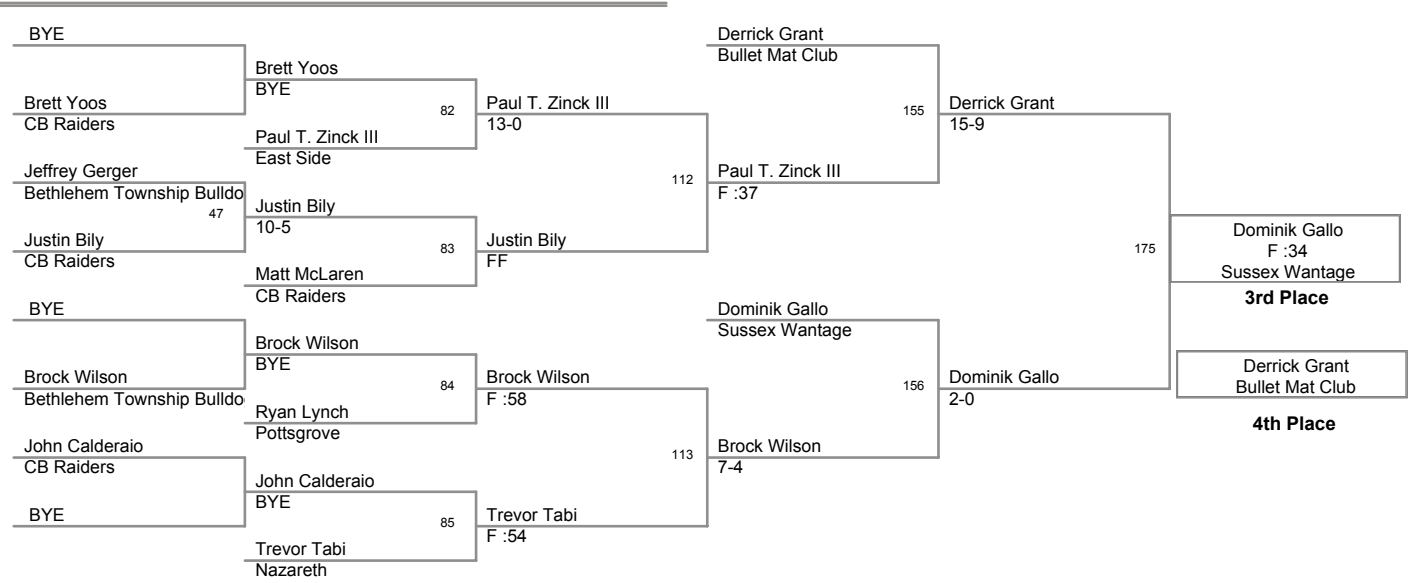 BYE
Brett Yoos
CB Raiders
Jeffrey Gerger
Bethlehem Township Bulldo
47
Justin Bily
CB Raiders
BYE
Brock Wilson
Bethlehem Township Bulldo
John Calderaio
CB Raiders
BYE
Brett Yoos
BYE
82
Paul T. Zinck III
East Side
Justin Bily
10-5
83
Matt McLaren
CB Raiders
Brock Wilson
BYE
84
Ryan Lynch
Pottsgrove
John Calderaio
BYE
85
Trevor Tabi
Nazareth
Paul T. Zinck III
13-0
112
Justin Bily
FF
Brock Wilson
F :58
113
Trevor Tabi
F :54
Derrick Grant
Bullet Mat Club
155
Paul T. Zinck III
F :37
Dominik Gallo
Sussex Wantage
156
Brock Wilson
7-4
Derrick Grant
15-9
175
Dominik Gallo
2-0
Dominik Gallo
F :34
Sussex Wantage
3rd Place
Derrick Grant
Bullet Mat Club
4th Place